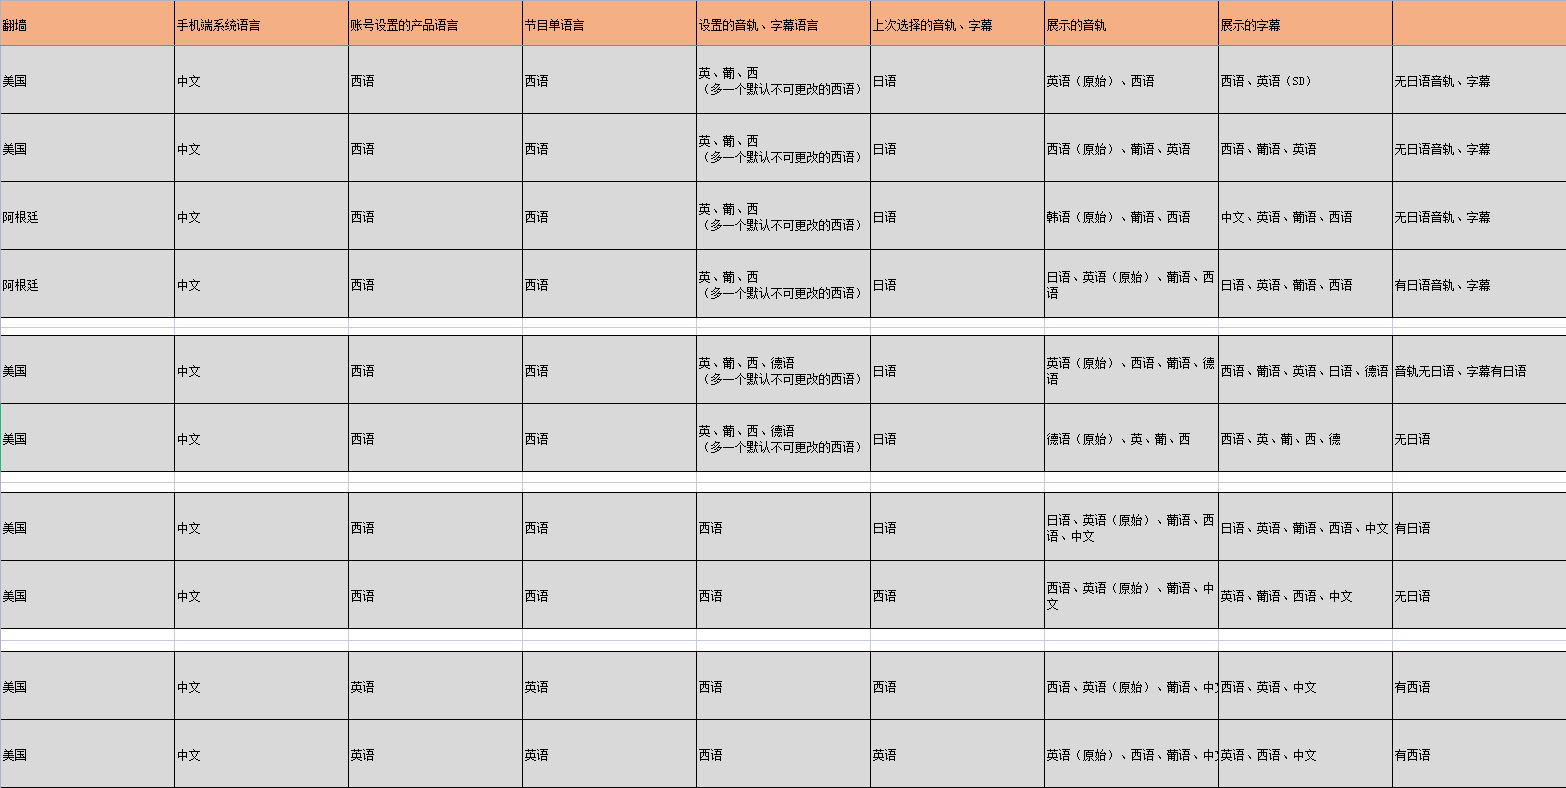 翻墙
手机端系统语言
账号设置的产品语言
节目单语言
设置的音轨、字幕语言
上次选择的音轨、字幕
展示的音轨
展示的字幕
美国
中文
西语
西语
英、葡、西
（多一个默认不可更改的西语）
日语
英语（原始）、西语
西语、英语（SD）
无日语音轨、字幕
美国
中文
西语
西语
英、葡、西
（多一个默认不可更改的西语）
日语
西语（原始）、葡语、英语
西语、葡语、英语
无日语音轨、字幕
阿根廷
中文
西语
西语
英、葡、西
（多一个默认不可更改的西语）
日语
韩语（原始）、葡语、西语
中文、英语、葡语、西语
无日语音轨、字幕
阿根廷
中文
西语
西语
英、葡、西
（多一个默认不可更改的西语）
日语
日语、英语（原始）、葡语、西
语
日语、英语、葡语、西语
有日语音轨、字幕
美国
中文
西语
西语
英、葡、西、德语
（多一个默认不可更改的西语）
日语
英语（原始）、西语、葡语、德
语
西语、葡语、英语、日语、德语
音轨无日语、字幕有日语
美国
中文
西语
西语
英、葡、西、德语
（多一个默认不可更改的西语）
日语
德语（原始）、英、葡、西
西语、英、葡、西、德
无日语
美国
中文
西语
西语
西语
日语
日语、英语（原始）、葡语、西
语、中文
日语、英语、葡语、西语、中文
有日语
美国
中文
西语
西语
西语
西语
西语、英语（原始）、葡语、中
文
英语、葡语、西语、中文
无日语
美国
中文
英语
英语
西语
西语
西语、英语（原始）、葡语、中
西语、英语、中文
有西语
美国
中文
英语
英语
西语
英语
英语（原始）、西语、葡语、中
英语、西语、中文
有西语